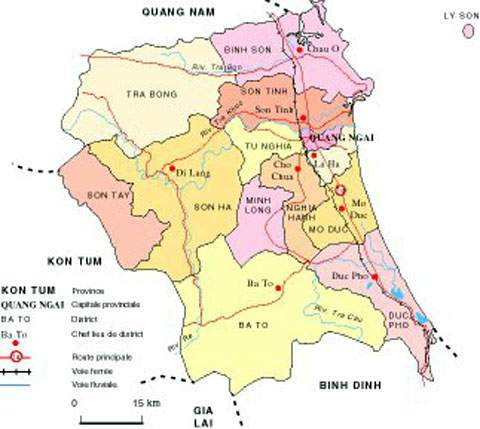 QUANG NAM
LY SON
BINH SON
Chau O
Riv. Tra Bon
TRA BONG
SON TINH
Son Tinh
Riv. Tra Khuc
QUANG NGAI
TU NGHIA
La Ha
Cho
Chua
Di Lang
SON TAY
SON HA
MINH
LONG
NGHIA
HANH
Mo
Duc
MO DUC
KON TUM
Ba To
Duc Pho
BA TO
Riv. Tra Cau
DUC
PHO
Riv. Re
KON TUM Province
QUANG NGAI Capitale provinciale
BA TO District
Ba To Chef lieu de district
Route principale
Voie ferrée
Voie fluviale
0 15 km
BINH DINH
GIA
LAI